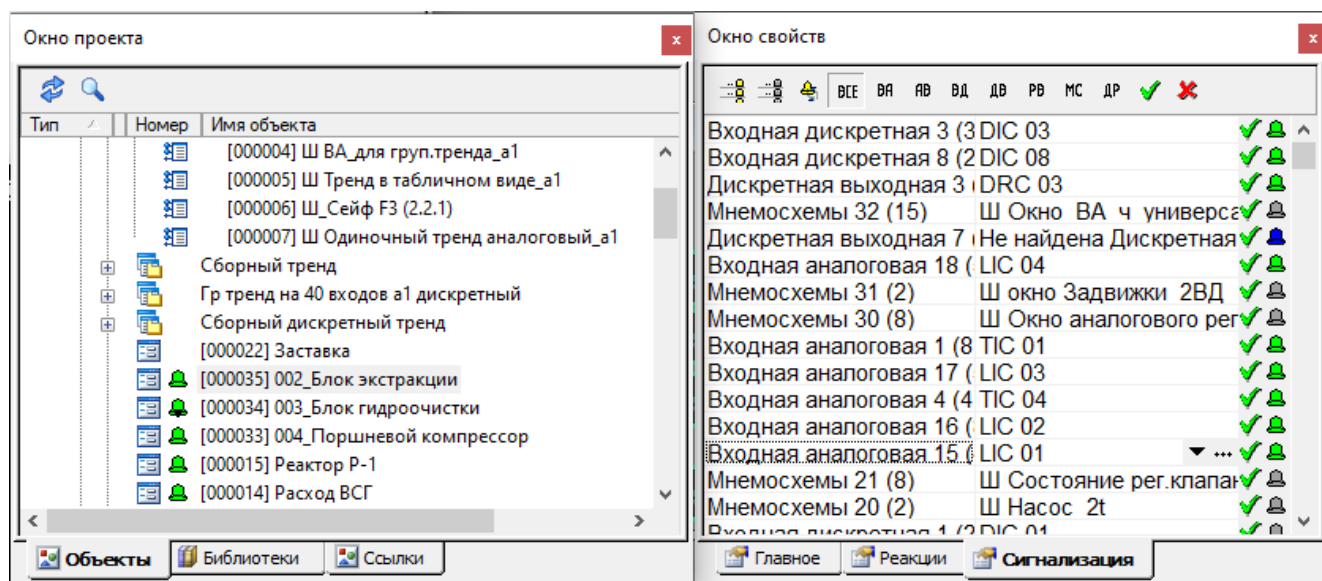 Окно проекта
Тип Номер Имя объекта
[000004] Ш ВА_для груп.тренда_а1
[000005] Ш Тренд в табличном виде_а1
[000006] Ш_Сейф F3 (2.2.1)
[000007] Ш Одиночный тренд аналоговый_а1
Сборный тренд
Гр тренд на 40 входов а1 дискретный
Сборный дискретный тренд
[000022] Заставка
[000035] 002_Блок экстракции
[000034] 003_Блок гидроочистки
[000033] 004_Поршневой компрессор
[000015] Реактор Р-1
[000014] Расход ВСГ
Объекты Библиотеки Ссылки
Окно свойств
ВСЕ ВА АВ ВД ДВ РВ МС ДР
Входная дискретная 3 (3 DIC 03
Входная дискретная 8 (2 DIC 08
Дискретная выходная 3 ( DRC 03
Мнемосхемы 32 (15) Ш Окно ВА ч универса
Дискретная выходная 7 ( Не найдена Дискретная
Входная аналоговая 18 ( LIC 04
Мнемосхемы 31 (2) Ш окно Задвижки 2ВД
Мнемосхемы 30 (8) Ш Окно аналогового рег
Входная аналоговая 1 (8 TIC 01
Входная аналоговая 17 ( LIC 03
Входная аналоговая 4 (4 TIC 04
Входная аналоговая 16 ( LIC 02
Входная аналоговая 15 ( LIC 01 ...
Мнемосхемы 21 (8) Ш Состояние рег.клапан
Мнемосхемы 20 (2) Ш Насос 2t
Входная дискретная 1 (2 DIC 01
Главное Реакции Сигнализация